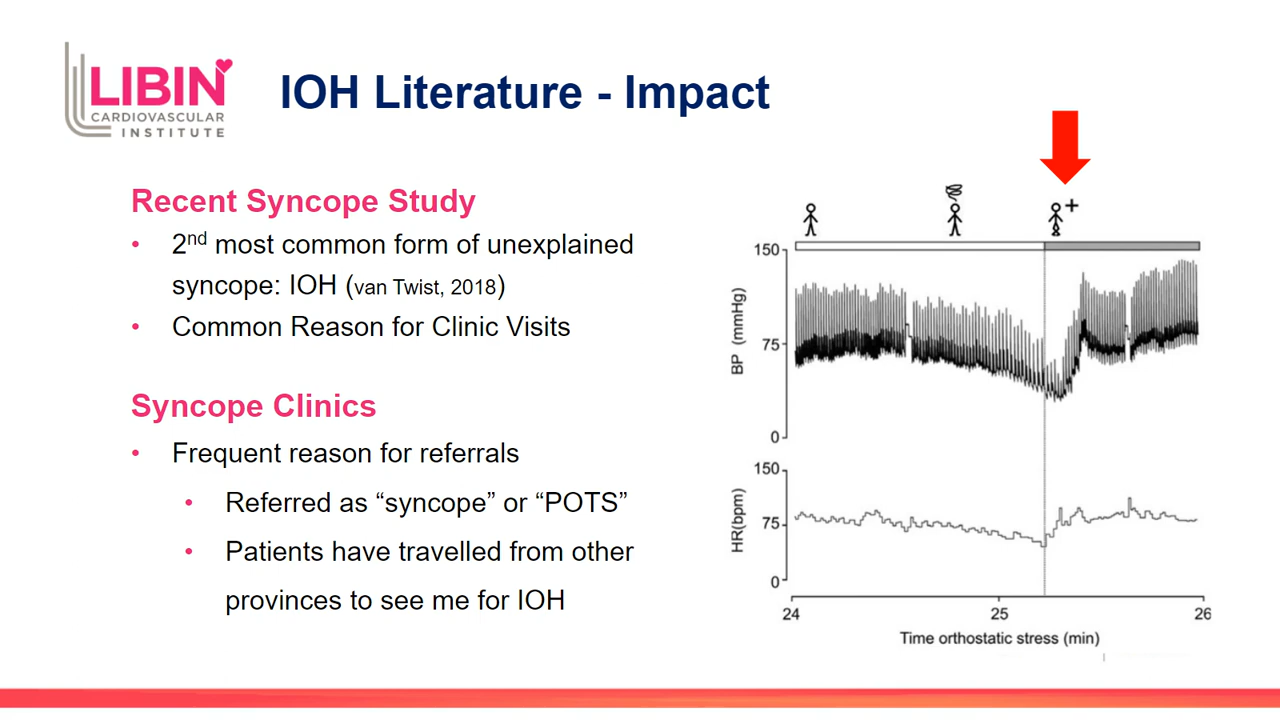 LIBIN
CARDIOVASCULAR
INSTITUTE
IOH Literature - Impact
Recent Syncope Study
• 2nd most common form of unexplained
syncope: IOH (van Twist, 2018)
• Common Reason for Clinic Visits
Syncope Clinics
• Frequent reason for referrals
• Referred as “syncope” or “POTS”
• Patients have travelled from other
provinces to see me for IOH
+
150
75
0
BP (mmHg)
150
75
0
HR(bpm)
24 25 26
Time orthostatic stress (min)